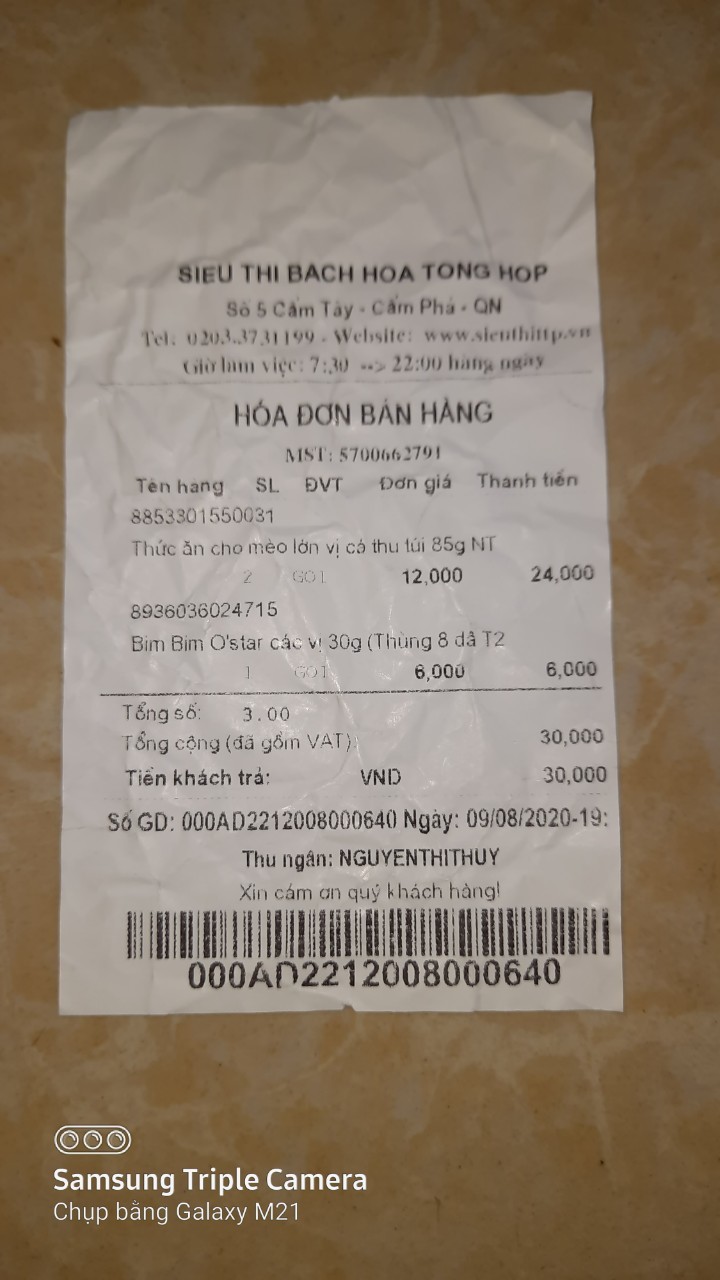 SIEU THI BACH HOA TONG HOP
Số 5 Cẩm Tây - Cẩm Phả - QN
Tel: 0203.3731199 - Website: www.sieuthittp.vn
Giờ làm việc: 7:30 --> 22:00 hàng ngày
HÓA ĐƠN BÁN HÀNG
MST: 5700662791
Tên hàng SL ĐVT Đơn giá Thành tiền
8853301550031
Thức ăn cho mèo lớn vị cá thu túi 85g NT
2 GOI 12,000 24,000
8936036024715
Bim Bim O'star các vị 30g (Thùng 8 dâ T2
1 GOI 6,000 6,000
Tổng số: 3.00
Tổng cộng (đã gồm VAT): 30,000
Tiền khách trả: VND 30,000
Số GD: 000AD2212008000640 Ngày: 09/08/2020-19:
Thu ngân: NGUYENTHITHUY
Xin cám ơn quý khách hàng!
000AD2212008000640
Samsung Triple Camera
Chụp bằng Galaxy M21